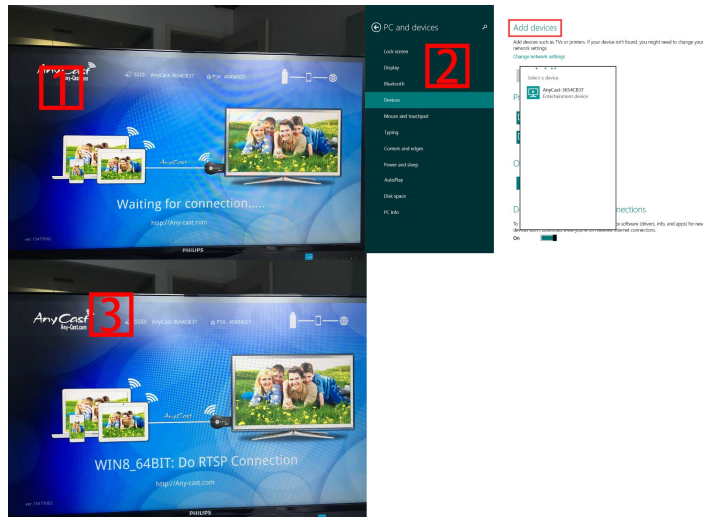 1
AnyCast
Any-Cast.com
SSID: AnyCast-3654CB37
PSK: 40494327
AnyCast
Waiting for connection.....
http://Any-cast.com
ver: 15477002
PHILIPS
2
PC and devices
Lock screen
Display
Bluetooth
Devices
Mouse and touchpad
Typing
Corners and edges
Power and sleep
AutoPlay
Disk space
PC info
Add devices
Add devices such as TVs or printers. If your device isn't found, you might need to change your
network settings.
Change network settings
Select a device
AnyCast-3654CB37
Entertainment device
On
3
AnyCast
Any-Cast.com
SSID: AnyCast-3654CB37
AnyCast
WIN8_64BIT: Do RTSP Connection
http://Any-cast.com
ver: 15477002
PHILIPS